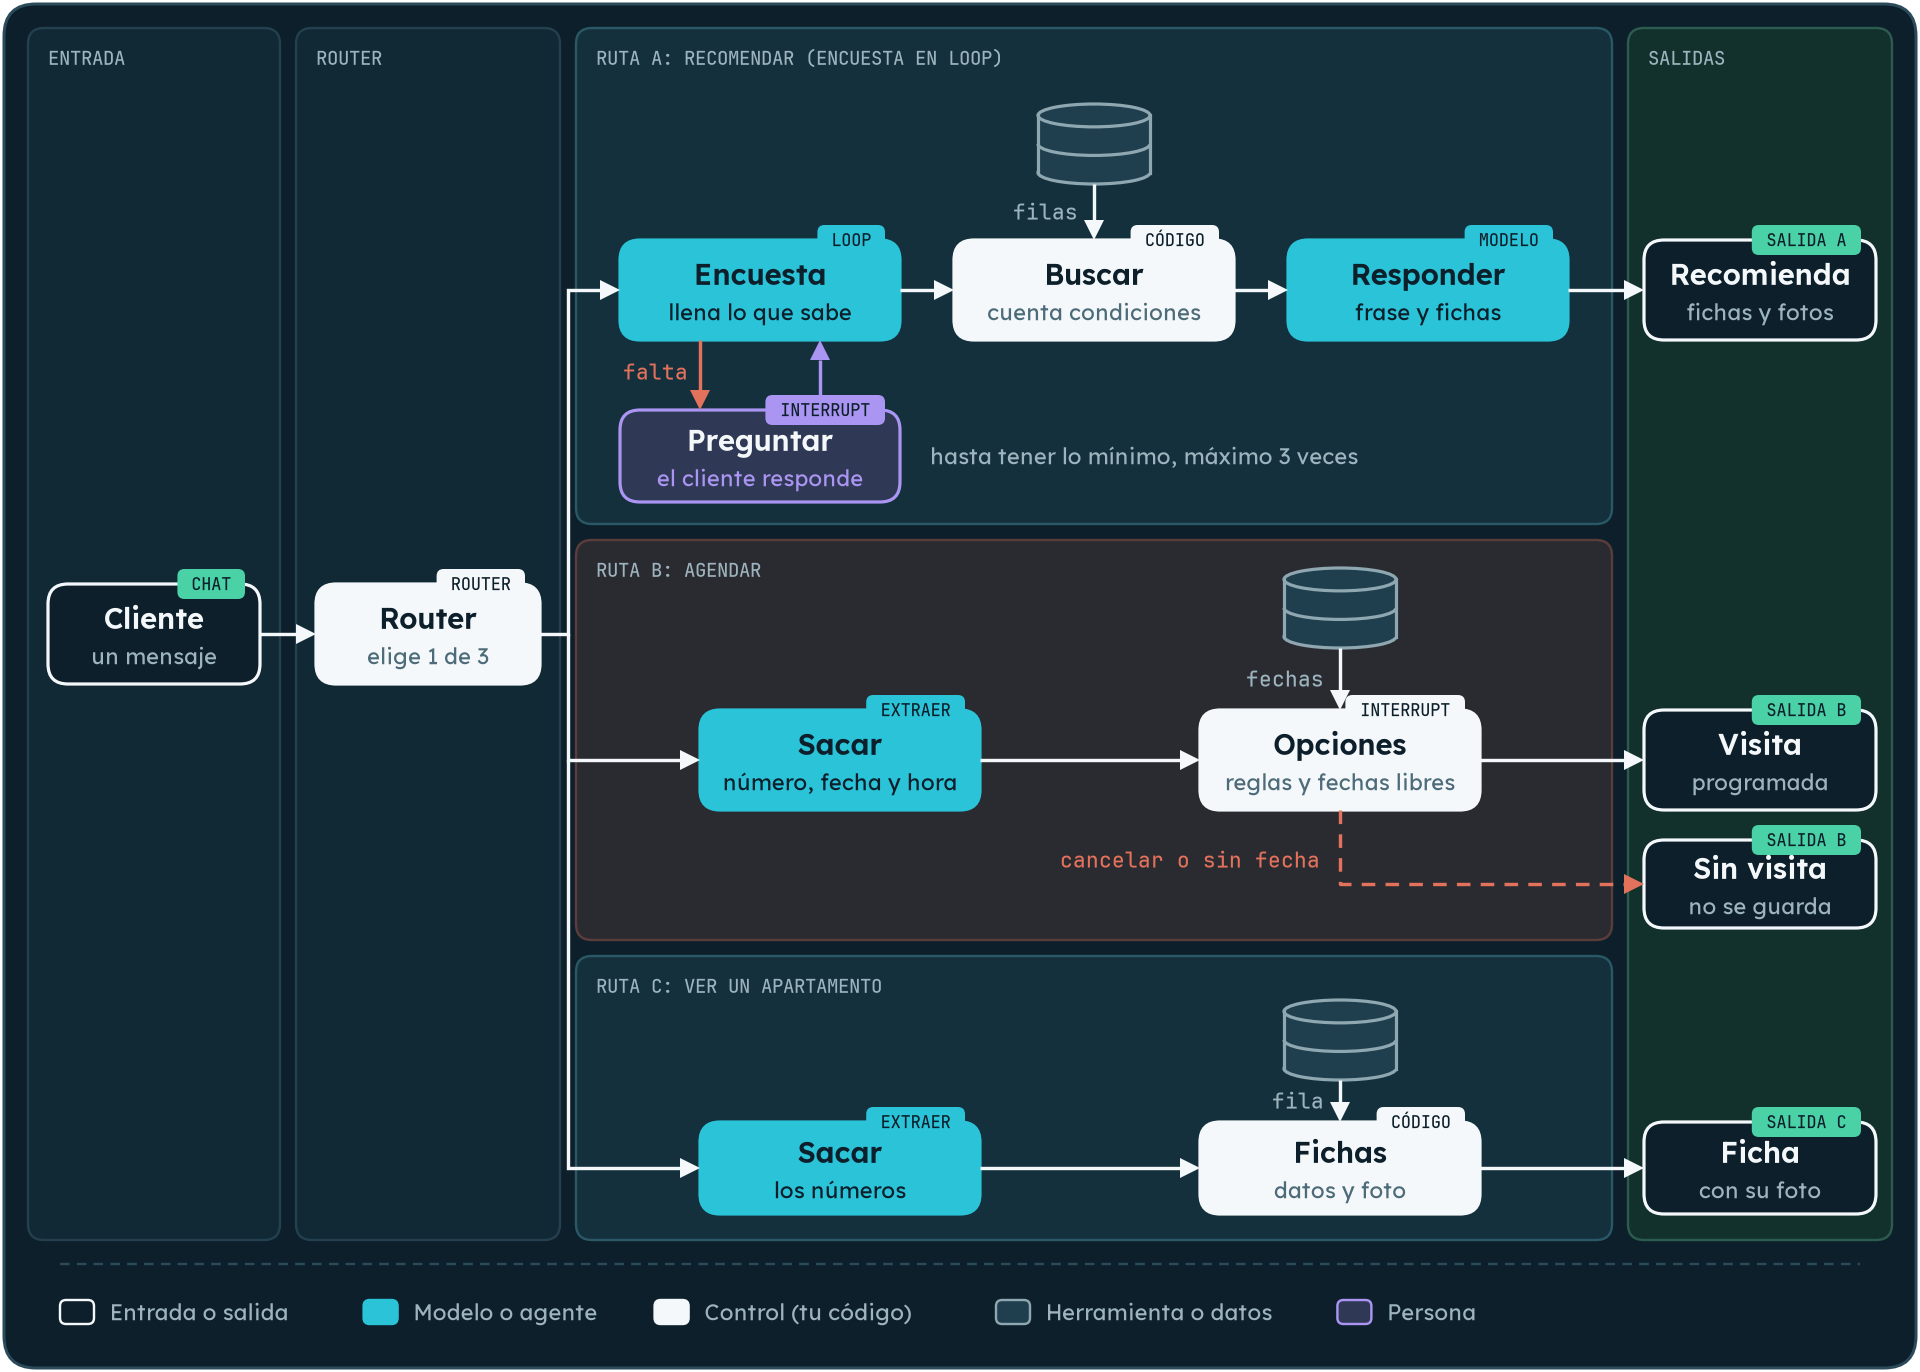 ENTRADA
ROUTER
RUTA A: RECOMENDAR (ENCUESTA EN LOOP)
SALIDAS
filas
LOOP
Encuesta
llena lo que sabe
CÓDIGO
Buscar
cuenta condiciones
MODELO
Responder
frase y fichas
SALIDA A
Recomienda
fichas y fotos
falta
INTERRUPT
Preguntar
el cliente responde
hasta tener lo mínimo, máximo 3 veces
CHAT
Cliente
un mensaje
ROUTER
Router
elige 1 de 3
RUTA B: AGENDAR
fechas
EXTRAER
Sacar
número, fecha y hora
INTERRUPT
Opciones
reglas y fechas libres
SALIDA B
Visita
programada
cancelar o sin fecha
SALIDA B
Sin visita
no se guarda
RUTA C: VER UN APARTAMENTO
fila
EXTRAER
Sacar
los números
CÓDIGO
Fichas
datos y foto
SALIDA C
Ficha
con su foto
Entrada o salida
Modelo o agente
Control (tu código)
Herramienta o datos
Persona